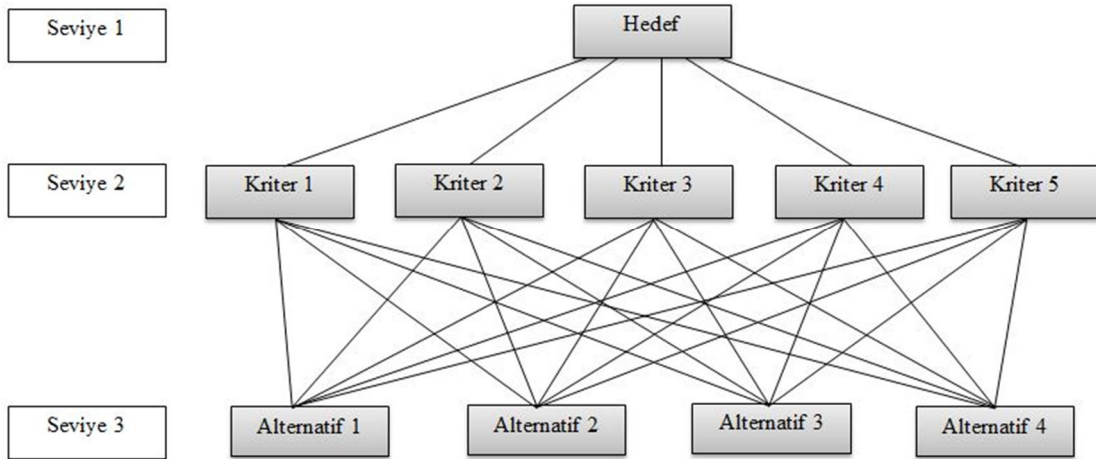 Seviye 1
Hedef
Seviye 2
Kriter 1
Kriter 2
Kriter 3
Kriter 4
Kriter 5
Seviye 3
Alternatif 1
Alternatif 2
Alternatif 3
Alternatif 4